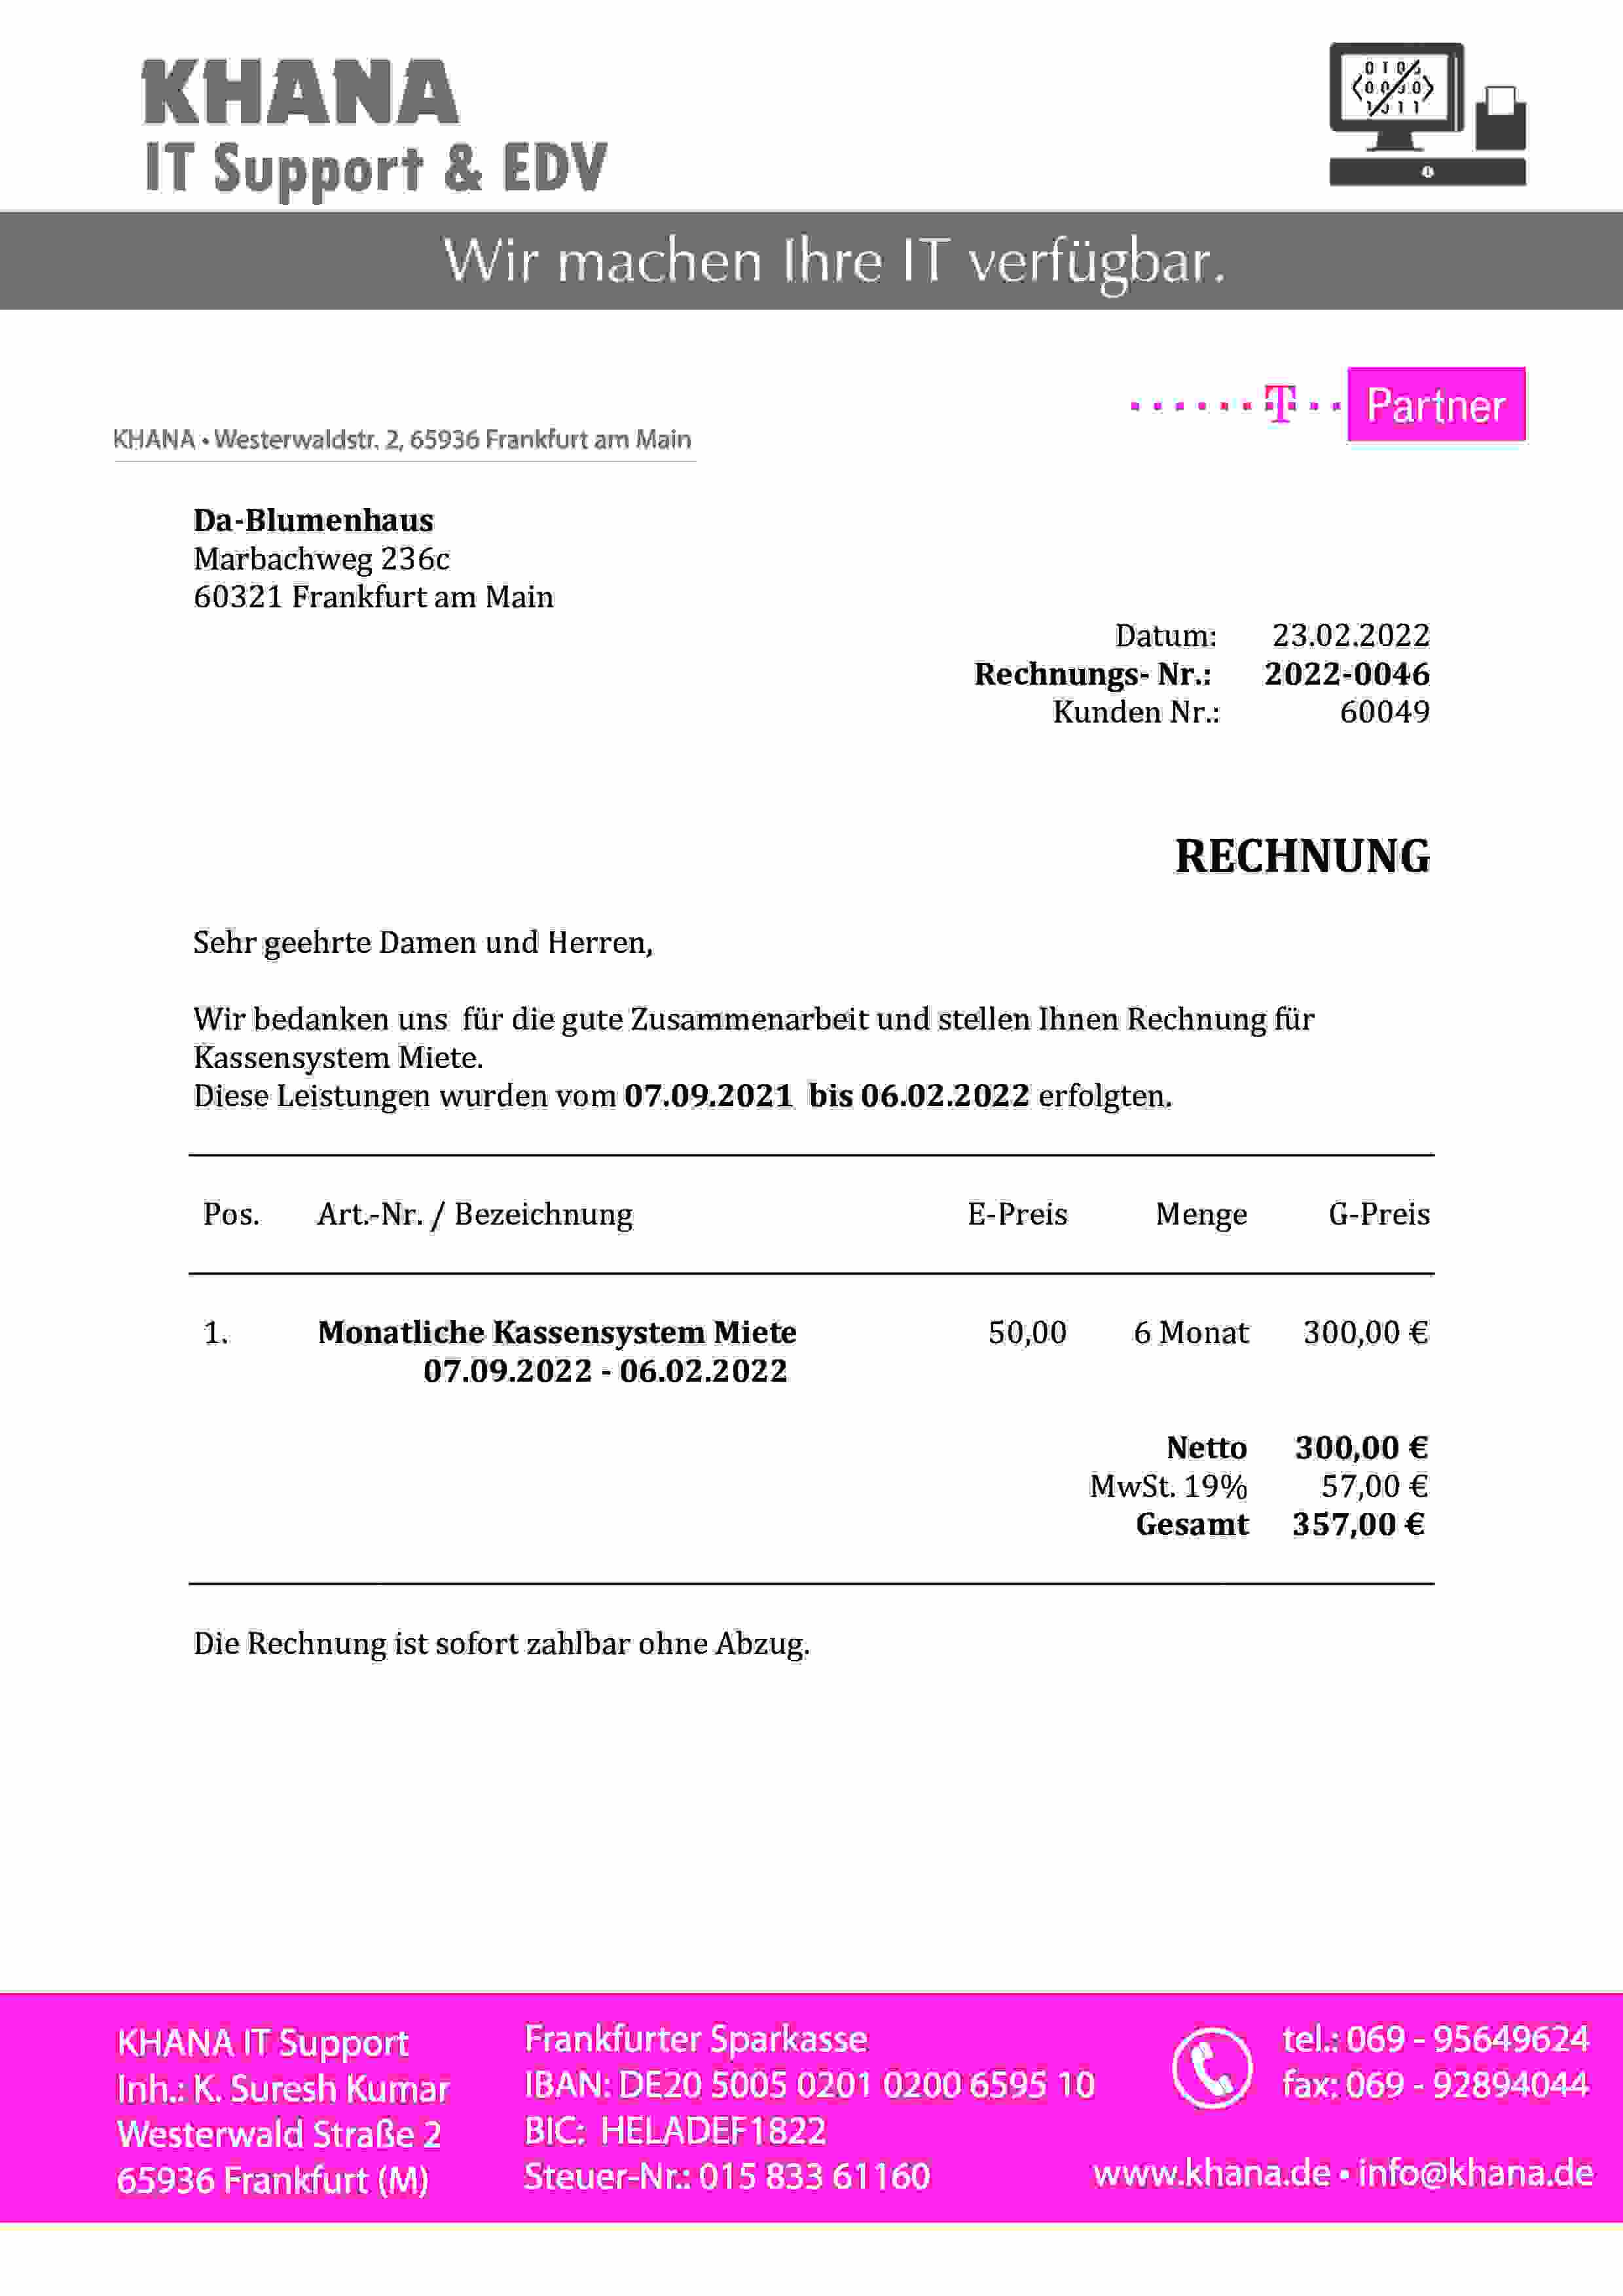 KHANA
IT Support & EDV
Wir machen Ihre IT verfügbar.
T Partner
KHANA • Westerwaldstr. 2, 65936 Frankfurt am Main
Da-Blumenhaus
Marbachweg 236c
60321 Frankfurt am Main
Datum: 23.02.2022
Rechnungs- Nr.: 2022-0046
Kunden Nr.: 60049
RECHNUNG
Sehr geehrte Damen und Herren,
Wir bedanken uns für die gute Zusammenarbeit und stellen Ihnen Rechnung für
Kassensystem Miete.
Diese Leistungen wurden vom 07.09.2021 bis 06.02.2022 erfolgten.
Pos. Art.-Nr. / Bezeichnung E-Preis Menge G-Preis
1. Monatliche Kassensystem Miete 50,00 6 Monat 300,00 €
07.09.2022 - 06.02.2022
Netto 300,00 €
MwSt. 19% 57,00 €
Gesamt 357,00 €
Die Rechnung ist sofort zahlbar ohne Abzug.
KHANA IT Support
Inh.: K. Suresh Kumar
Westerwald Straße 2
65936 Frankfurt (M)
Frankfurter Sparkasse
IBAN: DE20 5005 0201 0200 6595 10
BIC: HELADEF1822
Steuer-Nr.: 015 833 61160
tel.: 069 - 95649624
fax: 069 - 92894044
www.khana.de • info@khana.de